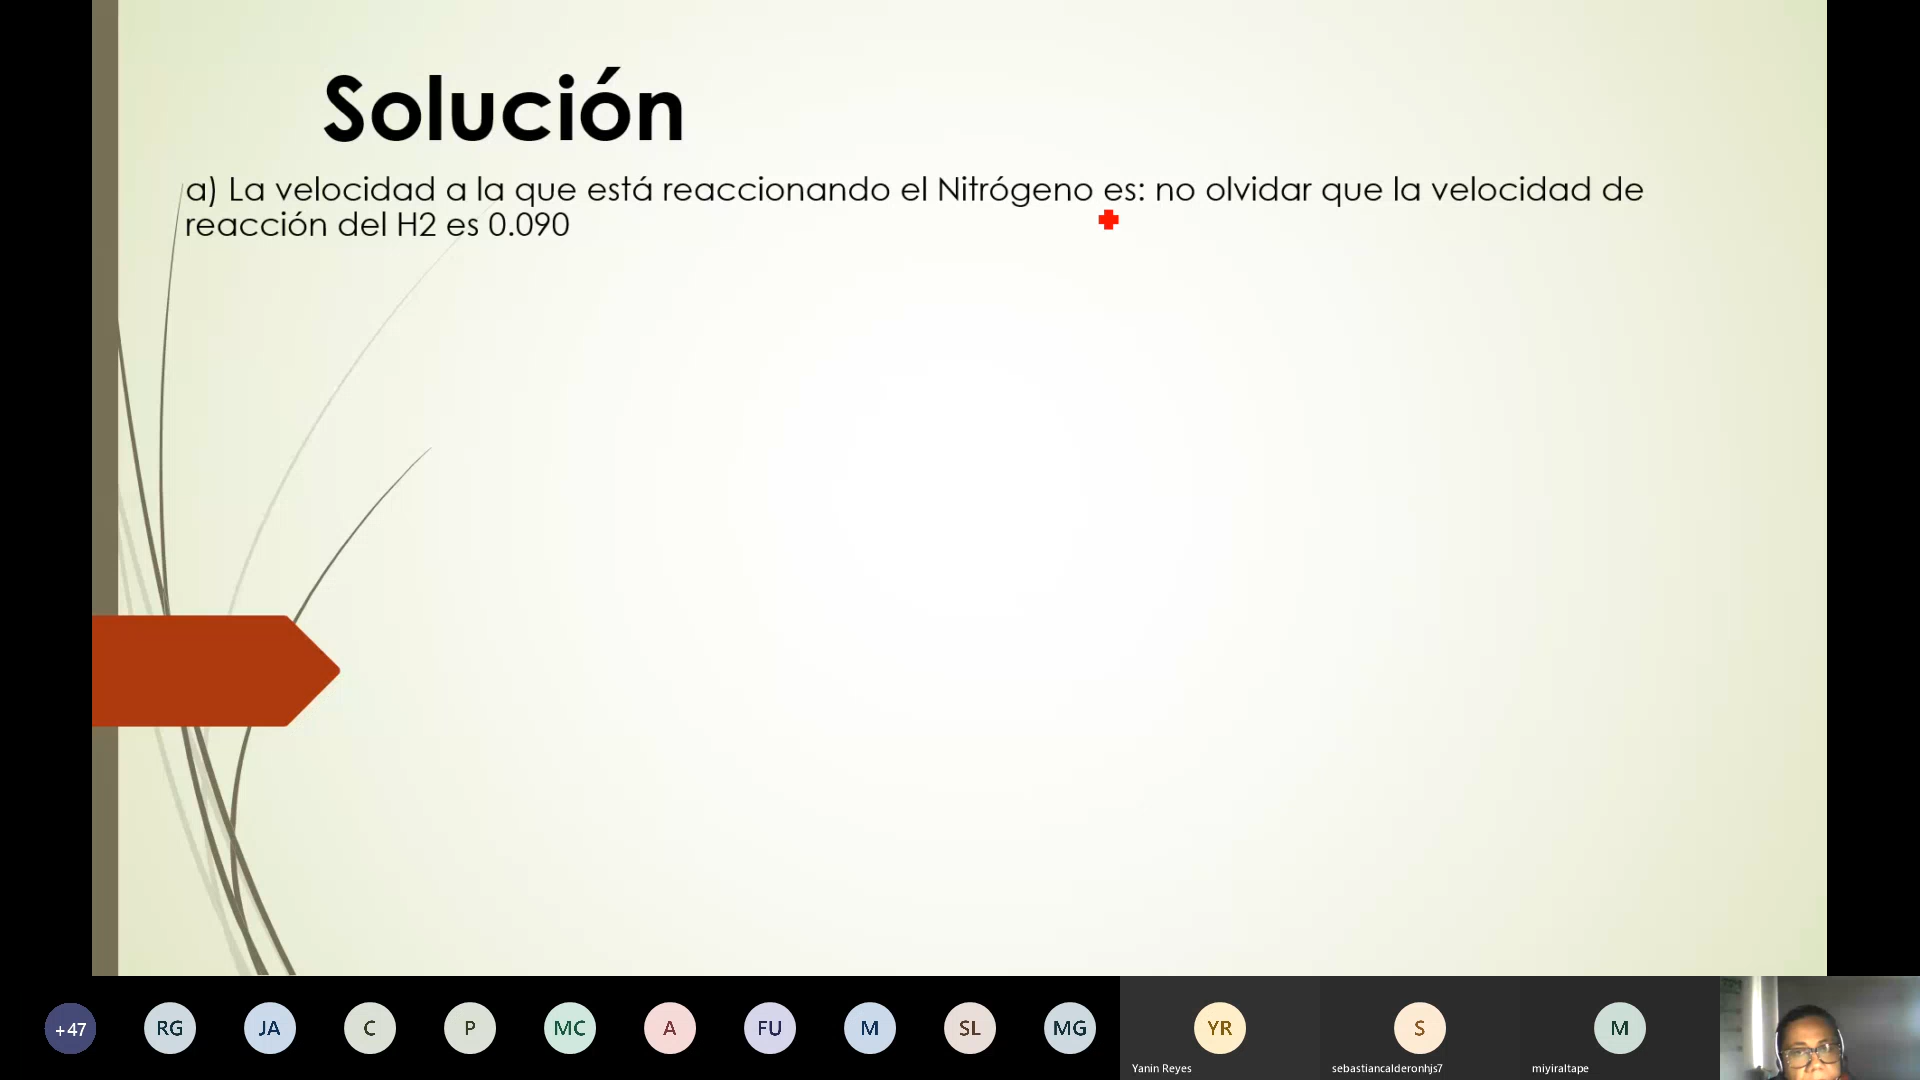 Solución
a) La velocidad a la que está reaccionando el Nitrógeno es: no olvidar que la velocidad de
reacción del H2 es 0.090
+47
RG
JA
C
P
MC
A
FU
M
SL
MG
YR
S
M
Yanin Reyes
sebastiancalderonhjs7
miyiraltape